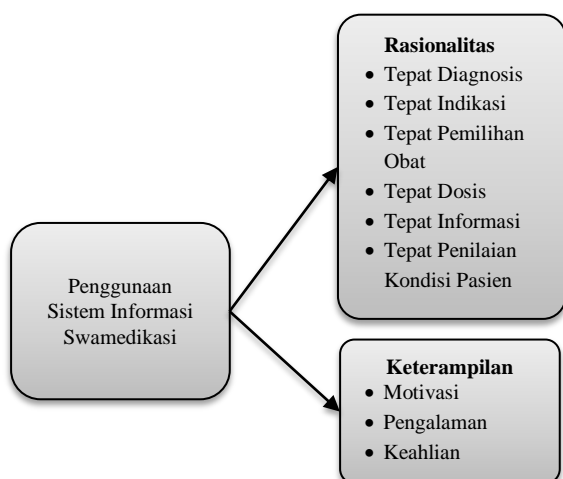 Penggunaan
Sistem Informasi
Swamedikasi
Rasionalitas
• Tepat Diagnosis
• Tepat Indikasi
• Tepat Pemilihan
Obat
• Tepat Dosis
• Tepat Informasi
• Tepat Penilaian
Kondisi Pasien
Keterampilan
• Motivasi
• Pengalaman
• Keahlian